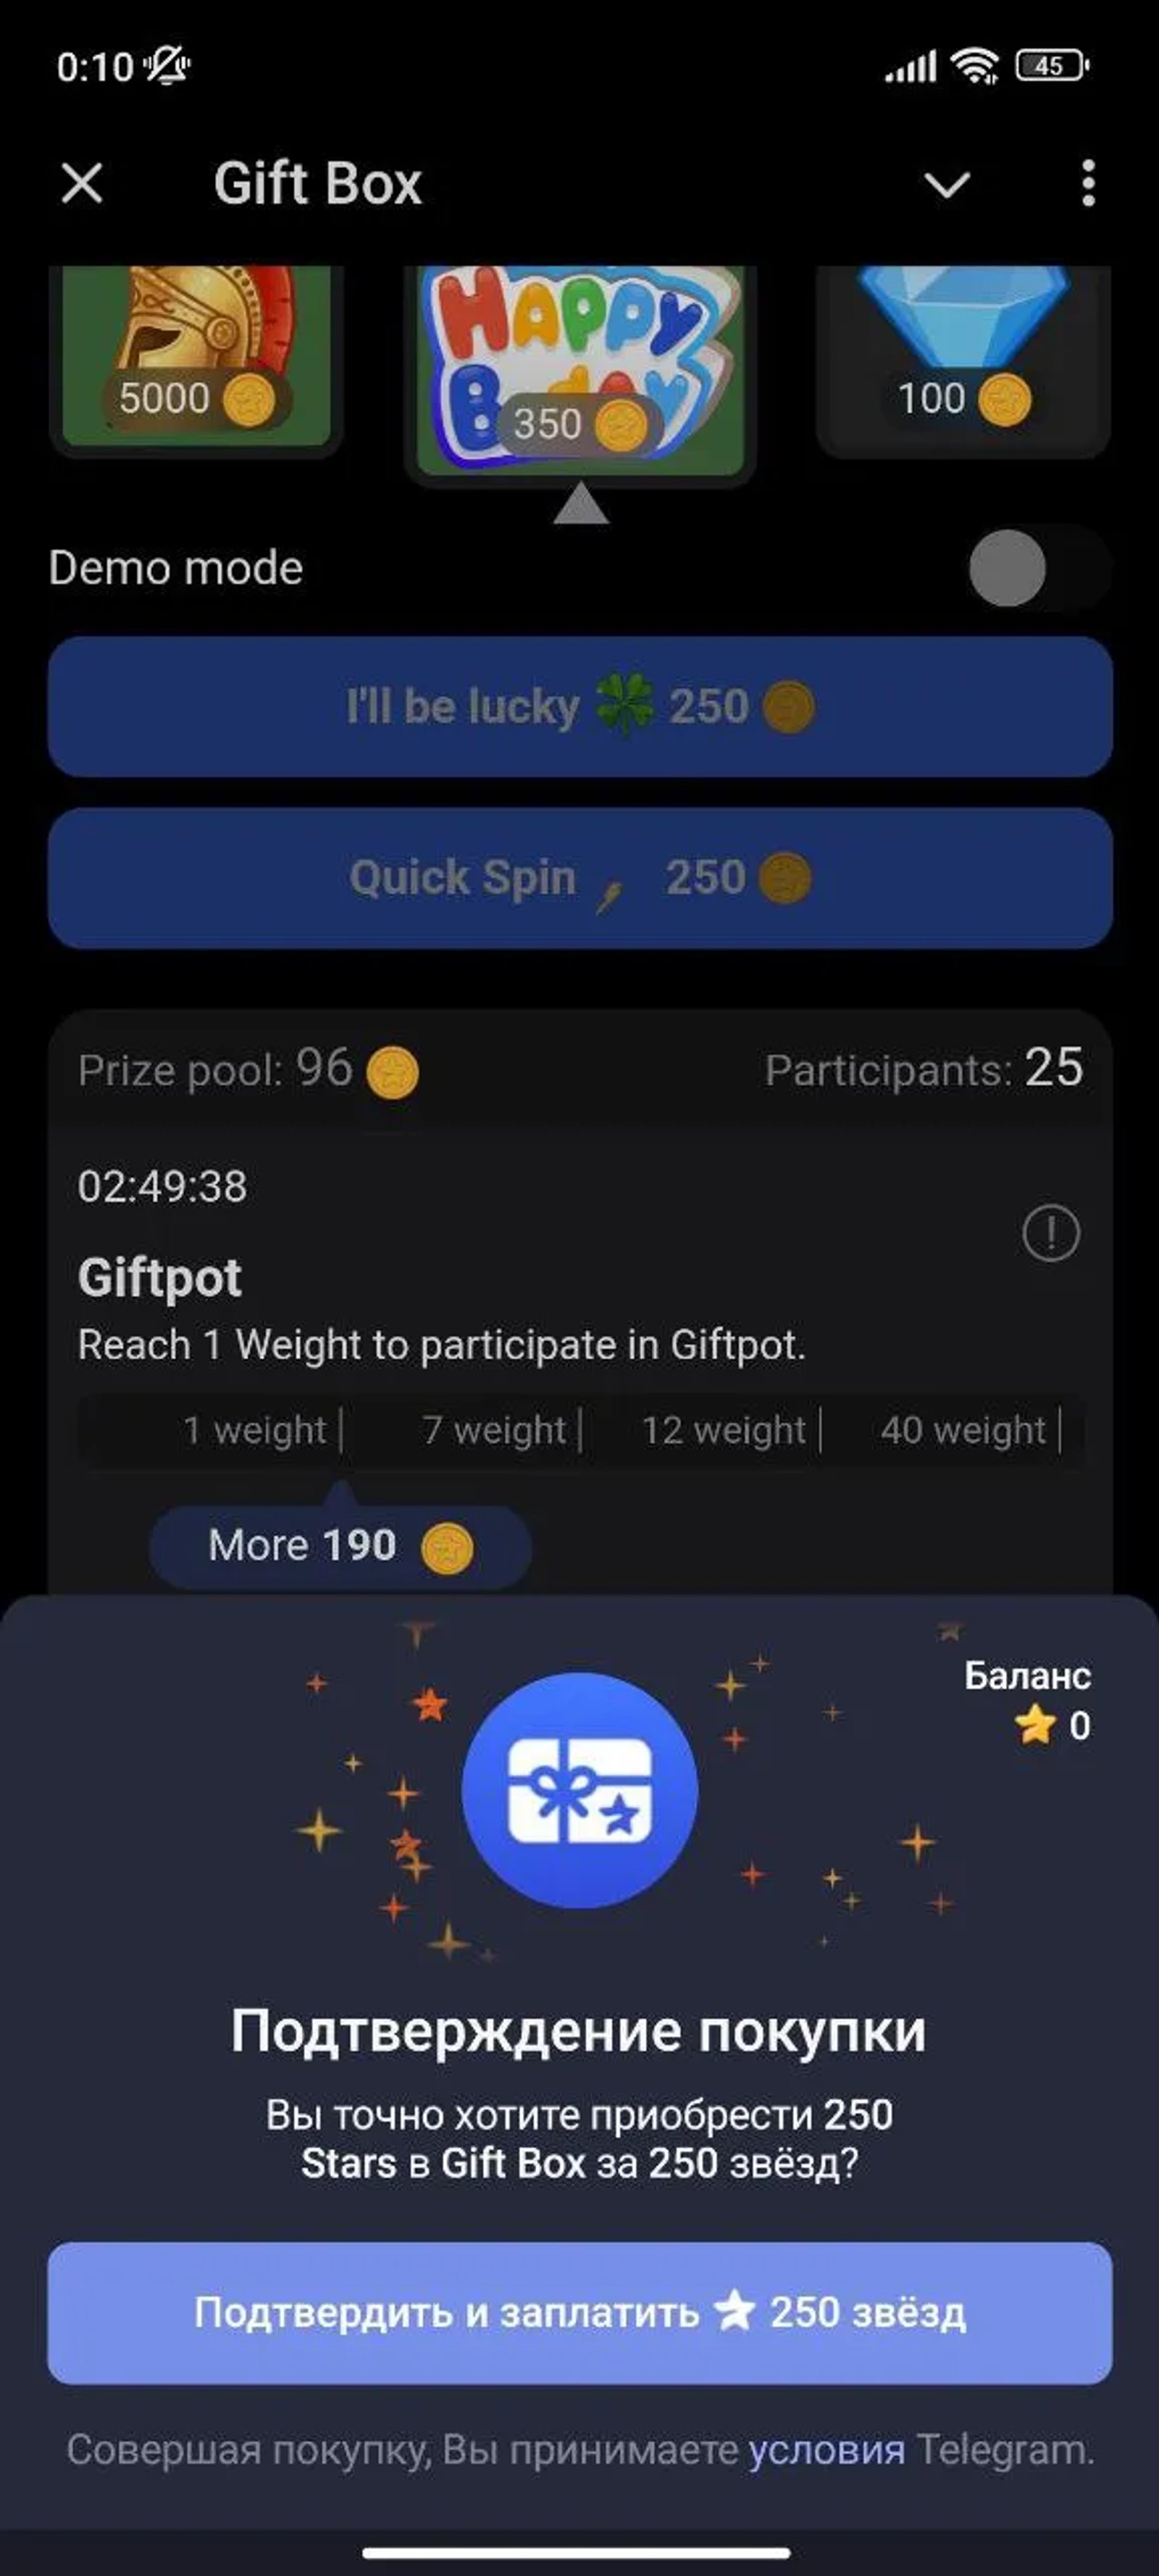 0:10
45
Gift Box
HAPPY
5000
B-day
350
100
Demo mode
I'll be lucky 250
Quick Spin 250
Prize pool: 96
Participants: 25
02:49:38
Giftpot
Reach 1 Weight to participate in Giftpot.
1 weight
7 weight
12 weight
40 weight
More 190
Баланс
0
Подтверждение покупки
Вы точно хотите приобрести 250
Stars в Gift Box за 250 звёзд?
Подтвердить и заплатить 250 звёзд
Совершая покупку, Вы принимаете условия Telegram.